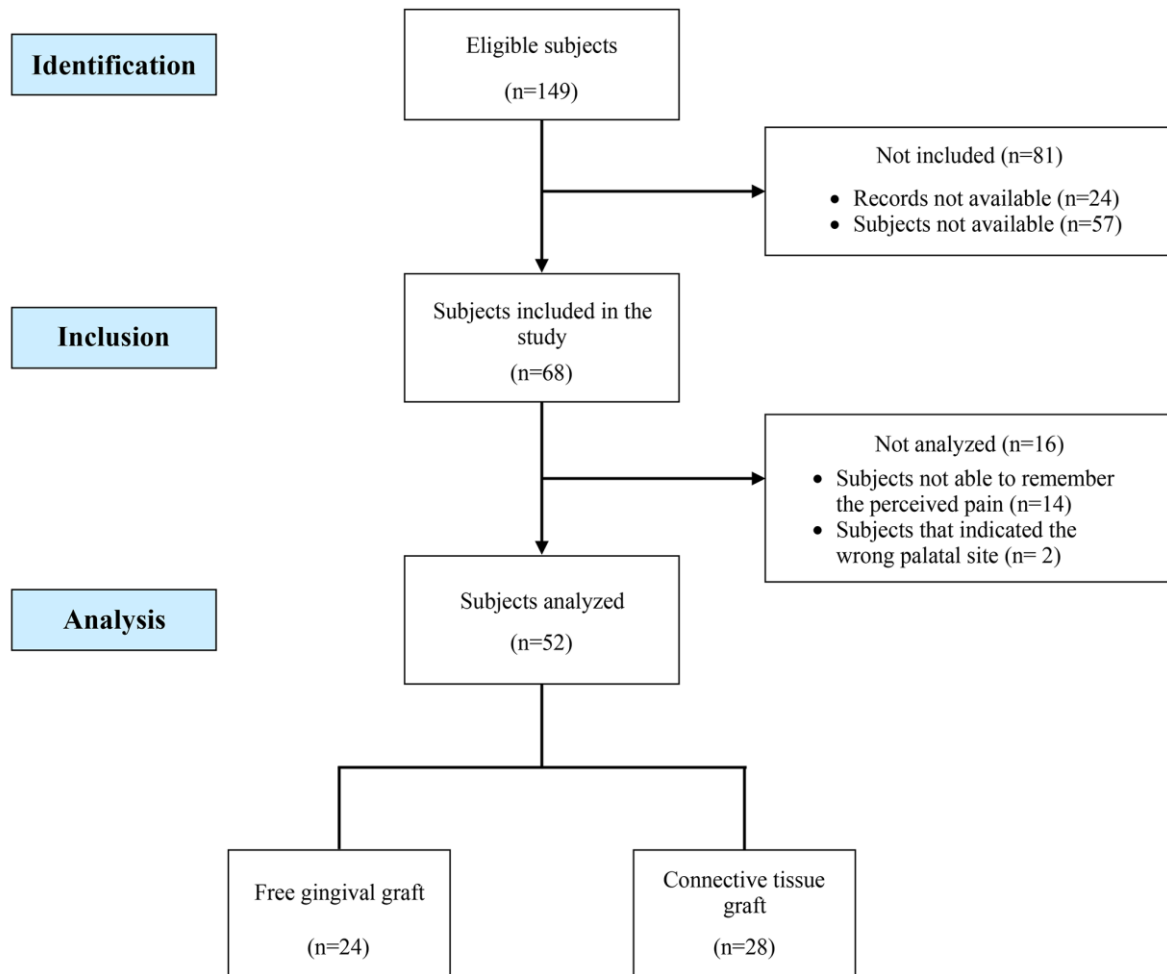 Identification
Eligible subjects
(n=149)
Not included (n=81)
• Records not available (n=24)
• Subjects not available (n=57)
Inclusion
Subjects included in the
study
(n=68)
Not analyzed (n=16)
• Subjects not able to remember
the perceived pain (n=14)
• Subjects that indicated the
wrong palatal site (n= 2)
Analysis
Subjects analyzed
(n=52)
Free gingival graft
(n=24)
Connective tissue
graft
(n=28)